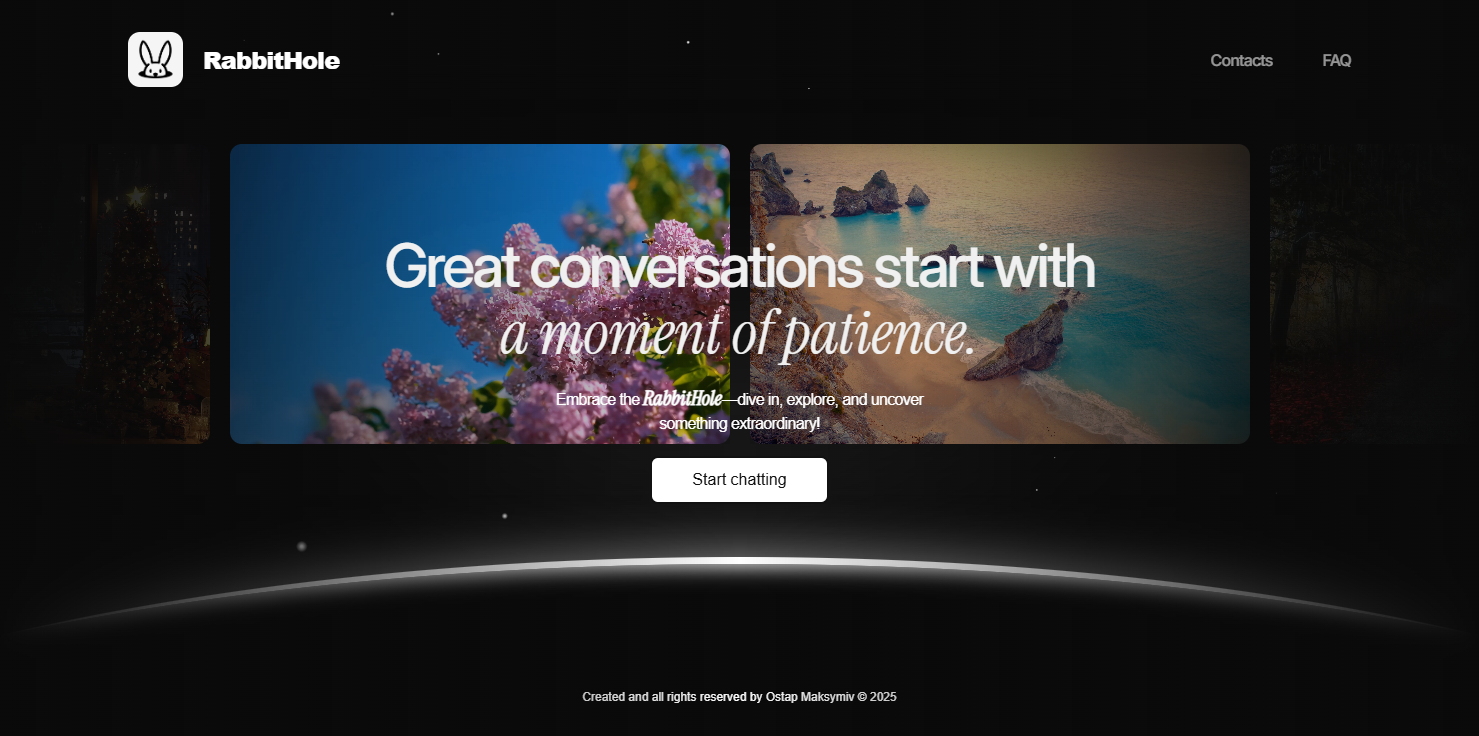 RabbitHole
Contacts
FAQ
Great conversations start with
a moment of patience.
Embrace the RabbitHole—dive in, explore, and uncover
something extraordinary!
Start chatting
Created and all rights reserved by Ostap Maksymiv © 2025